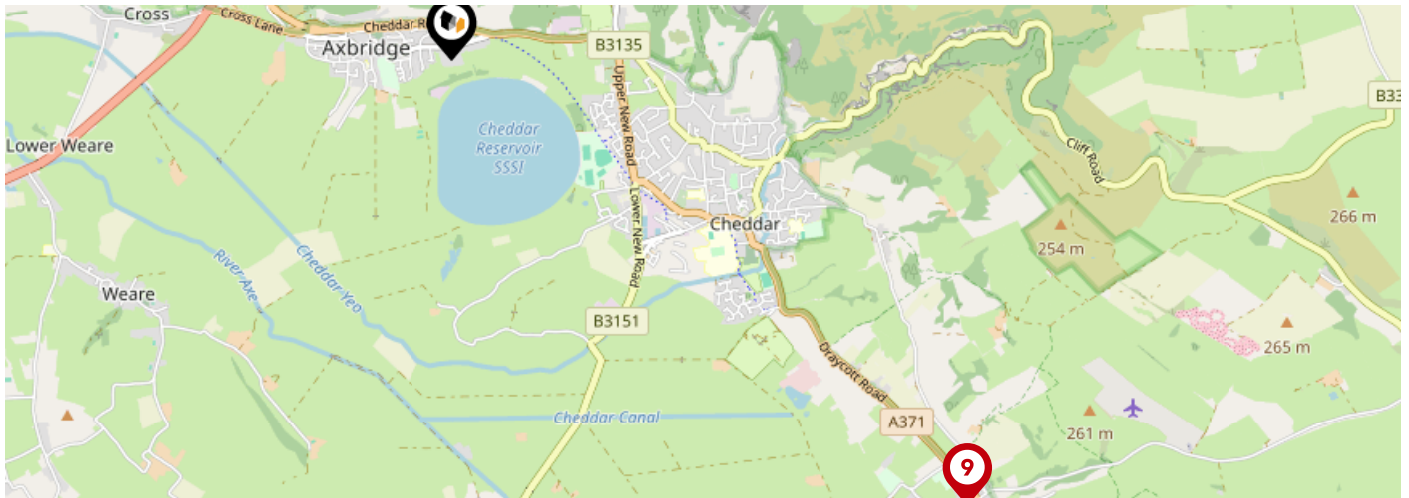 Cross
Cross Lane
Cheddar R
Axbridge
B3135
Upper New Road
B33
Cheddar
Reservoir
SSSI
Lower Weare
Cliff Road
Lower New Road
266 m
Cheddar
254 m
River Axe
Cheddar Yeo
Weare
B3151
265 m
Draycott Road
Cheddar Canal
A371
261 m
9